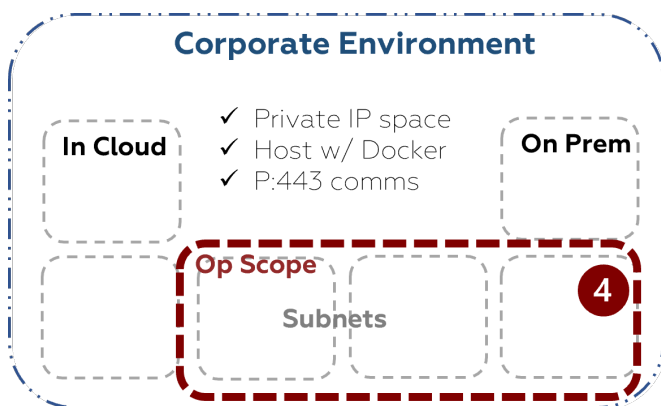 Corporate Environment
In Cloud
✓ Private IP space
✓ Host w/ Docker
✓ P:443 comms
On Prem
Op Scope
Subnets
4